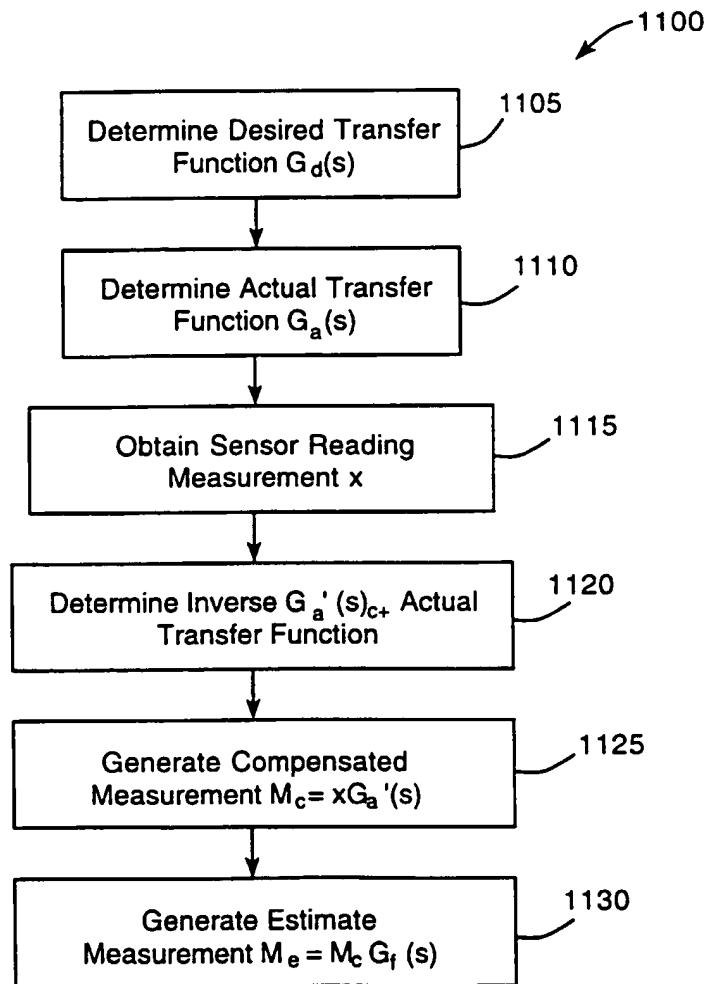 1100
1105
Determine Desired Transfer
Function G_d(s)
1110
Determine Actual Transfer
Function G_a(s)
1115
Obtain Sensor Reading
Measurement x
1120
Determine Inverse G_a'(s)_c+ Actual
Transfer Function
1125
Generate Compensated
Measurement M_c= xG_a'(s)
1130
Generate Estimate
Measurement M_e = M_c G_f (s)